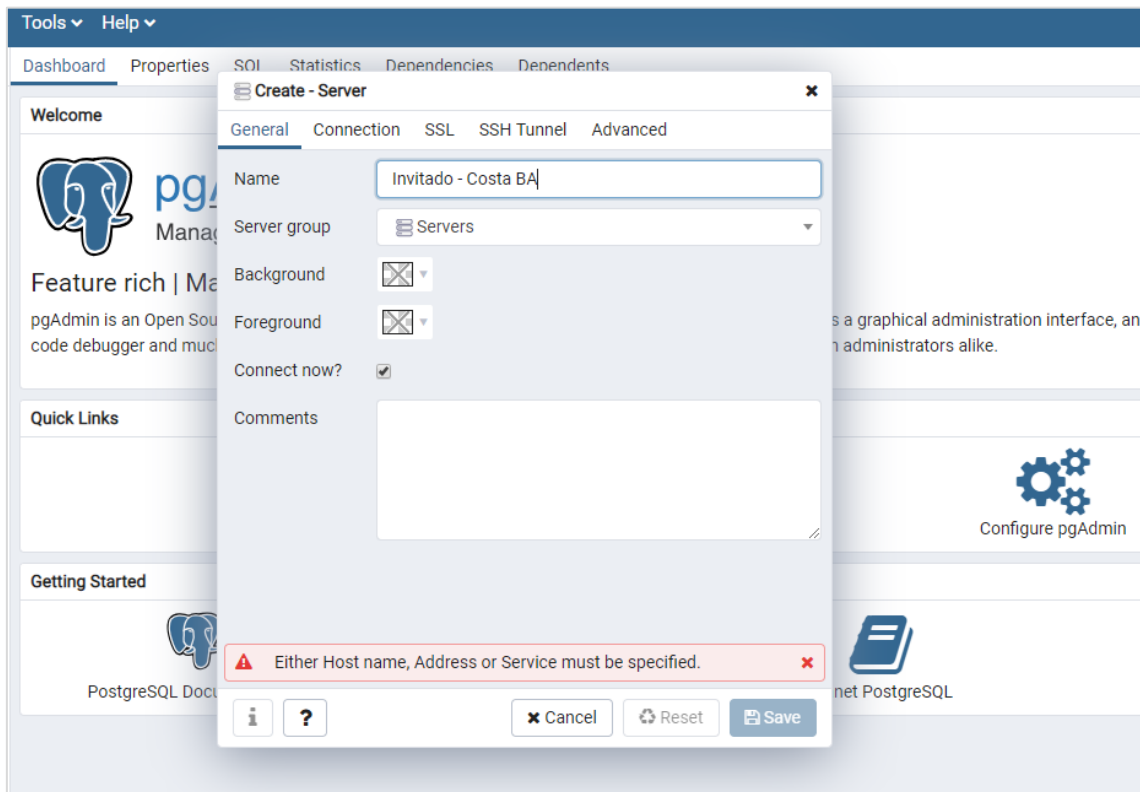 Tools Help
Dashboard Properties SQL Statistics Dependencies Dependents
Create - Server
General Connection SSL SSH Tunnel Advanced
Welcome
Name Invitado - Costa BA
Server group Servers
Background
Foreground
Connect now?
Comments
Manag
Feature rich | Ma
pgAdmin is an Open Sou s a graphical administration interface, an
code debugger and muc administrators alike.
Quick Links
Configure pgAdmin
Getting Started
Either Host name, Address or Service must be specified.
PostgreSQL Docu net PostgreSQL
i ? Cancel Reset Save